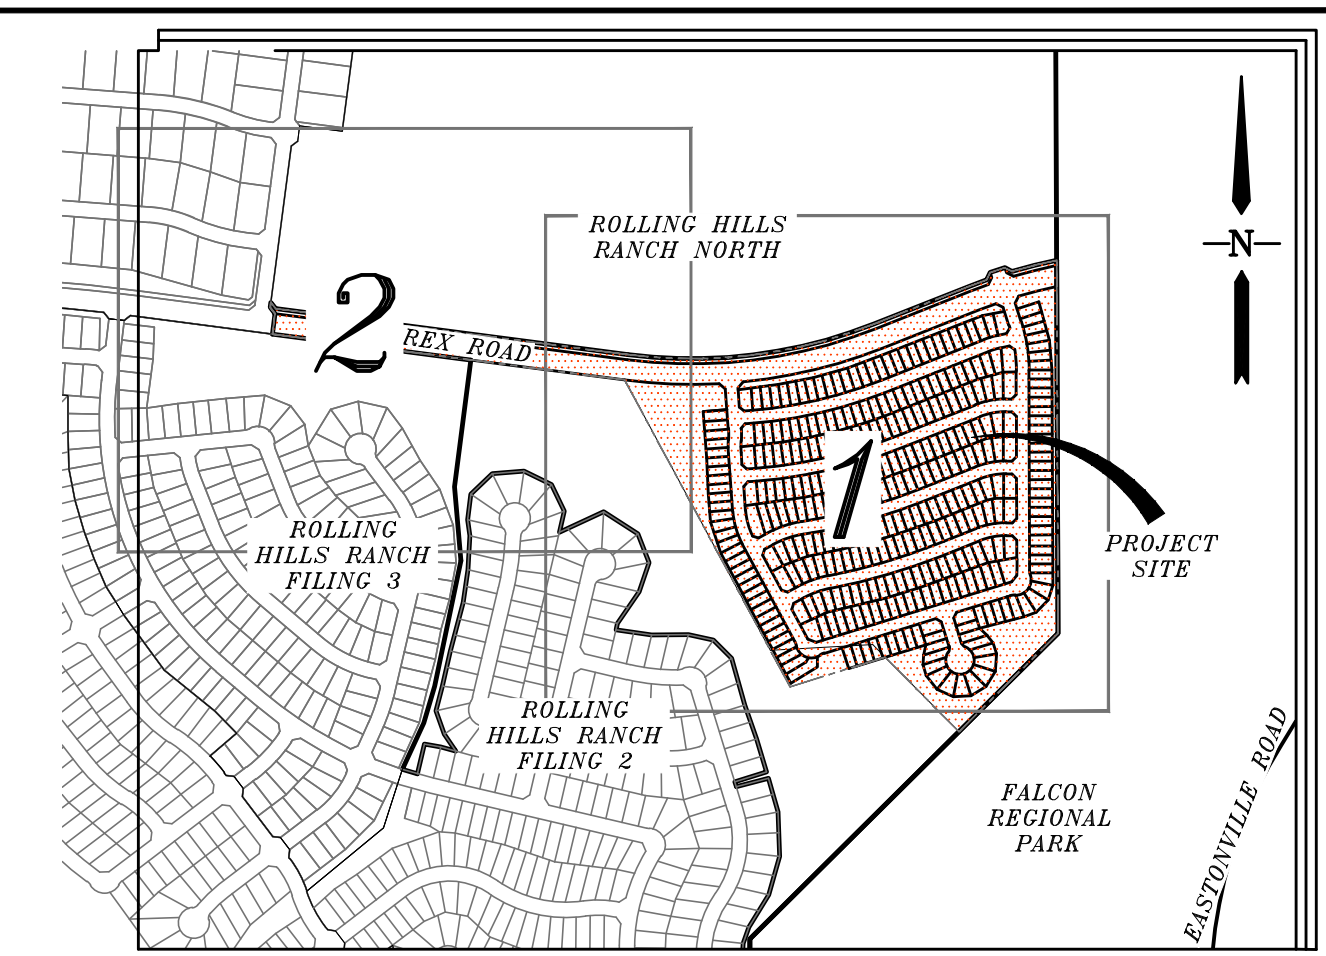 ROLLING HILLS
RANCH NORTH
N
2
REX ROAD
1
PROJECT
SITE
ROLLING
HILLS RANCH
FILING 3
ROLLING
HILLS RANCH
FILING 2
FALCON
REGIONAL
PARK
EASTONVILLE ROAD